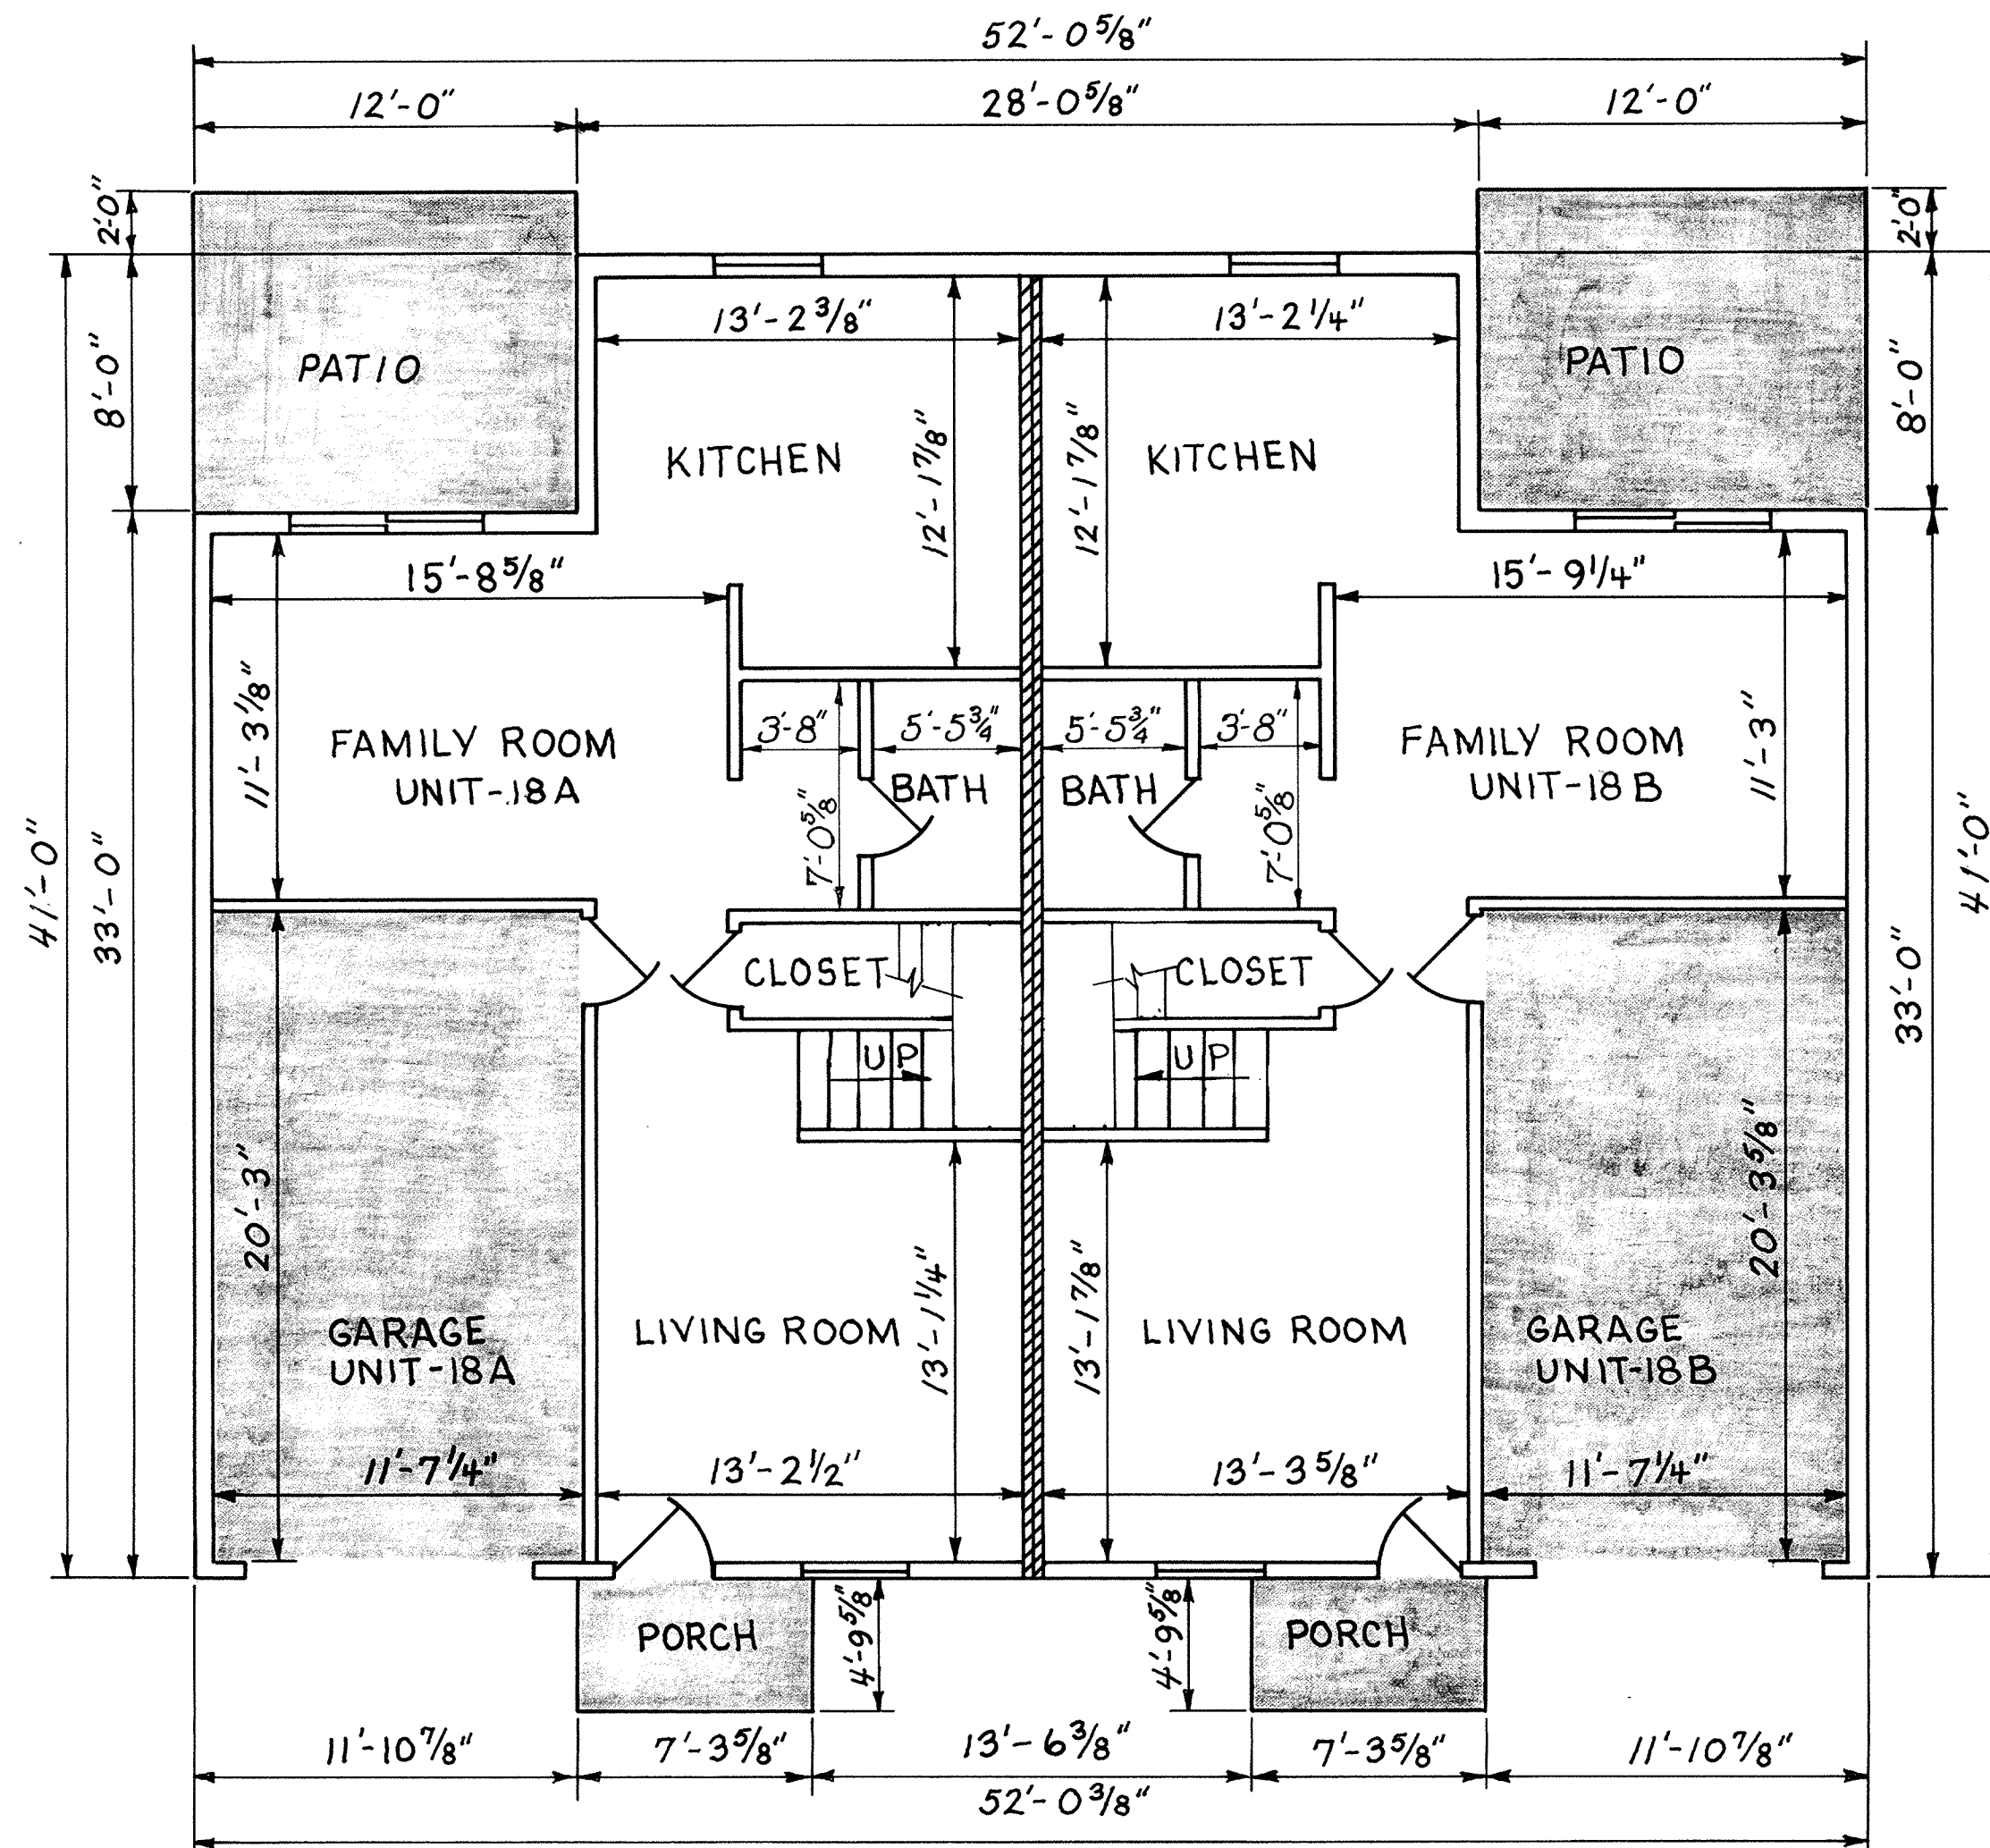 52'-0 5/8"
12'-0"
28'-0 5/8"
12'-0"
2'-0"
2'-0"
13'-2 3/8"
13'-2 1/4"
8'-0"
PATIO
PATIO
8'-0"
KITCHEN
12'-1 7/8"
12'-1 7/8"
KITCHEN
15'-8 5/8"
15'-9 1/4"
11'-3 1/8"
3'-8"
5'-5 3/4"
5'-5 3/4"
3'-8"
11'-3"
FAMILY ROOM
UNIT-18A
BATH
BATH
FAMILY ROOM
UNIT-18B
7'-0 5/8"
7'-0 5/8"
41'-0"
33'-0"
33'-0"
41'-0"
CLOSET
CLOSET
UP
UP
20'-3"
20'-3 5/8"
13'-1 1/4"
13'-1 7/8"
GARAGE
UNIT-18A
LIVING ROOM
LIVING ROOM
GARAGE
UNIT-18B
11'-7 1/4"
13'-2 1/2"
13'-3 5/8"
11'-7 1/4"
PORCH
4'-9 5/8"
4'-9 5/8"
PORCH
11'-10 7/8"
7'-3 5/8"
13'-6 3/8"
7'-3 5/8"
11'-10 7/8"
52'-0 3/8"